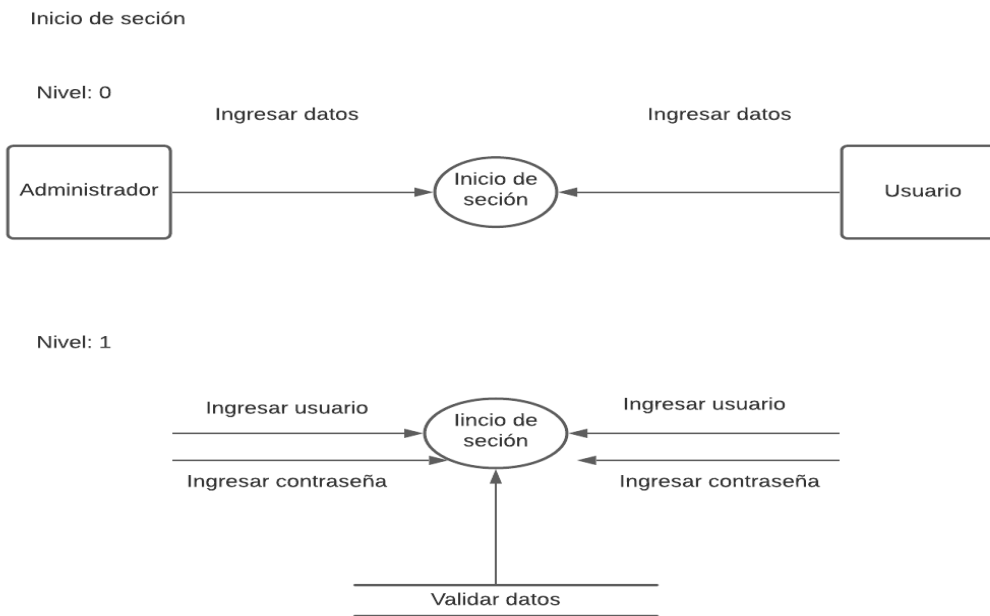 Inicio de seción
Nivel: 0
Ingresar datos
Ingresar datos
Administrador
Inicio de
seción
Usuario
Nivel: 1
Ingresar usuario
Iincio de
seción
Ingresar usuario
Ingresar contraseña
Ingresar contraseña
Validar datos